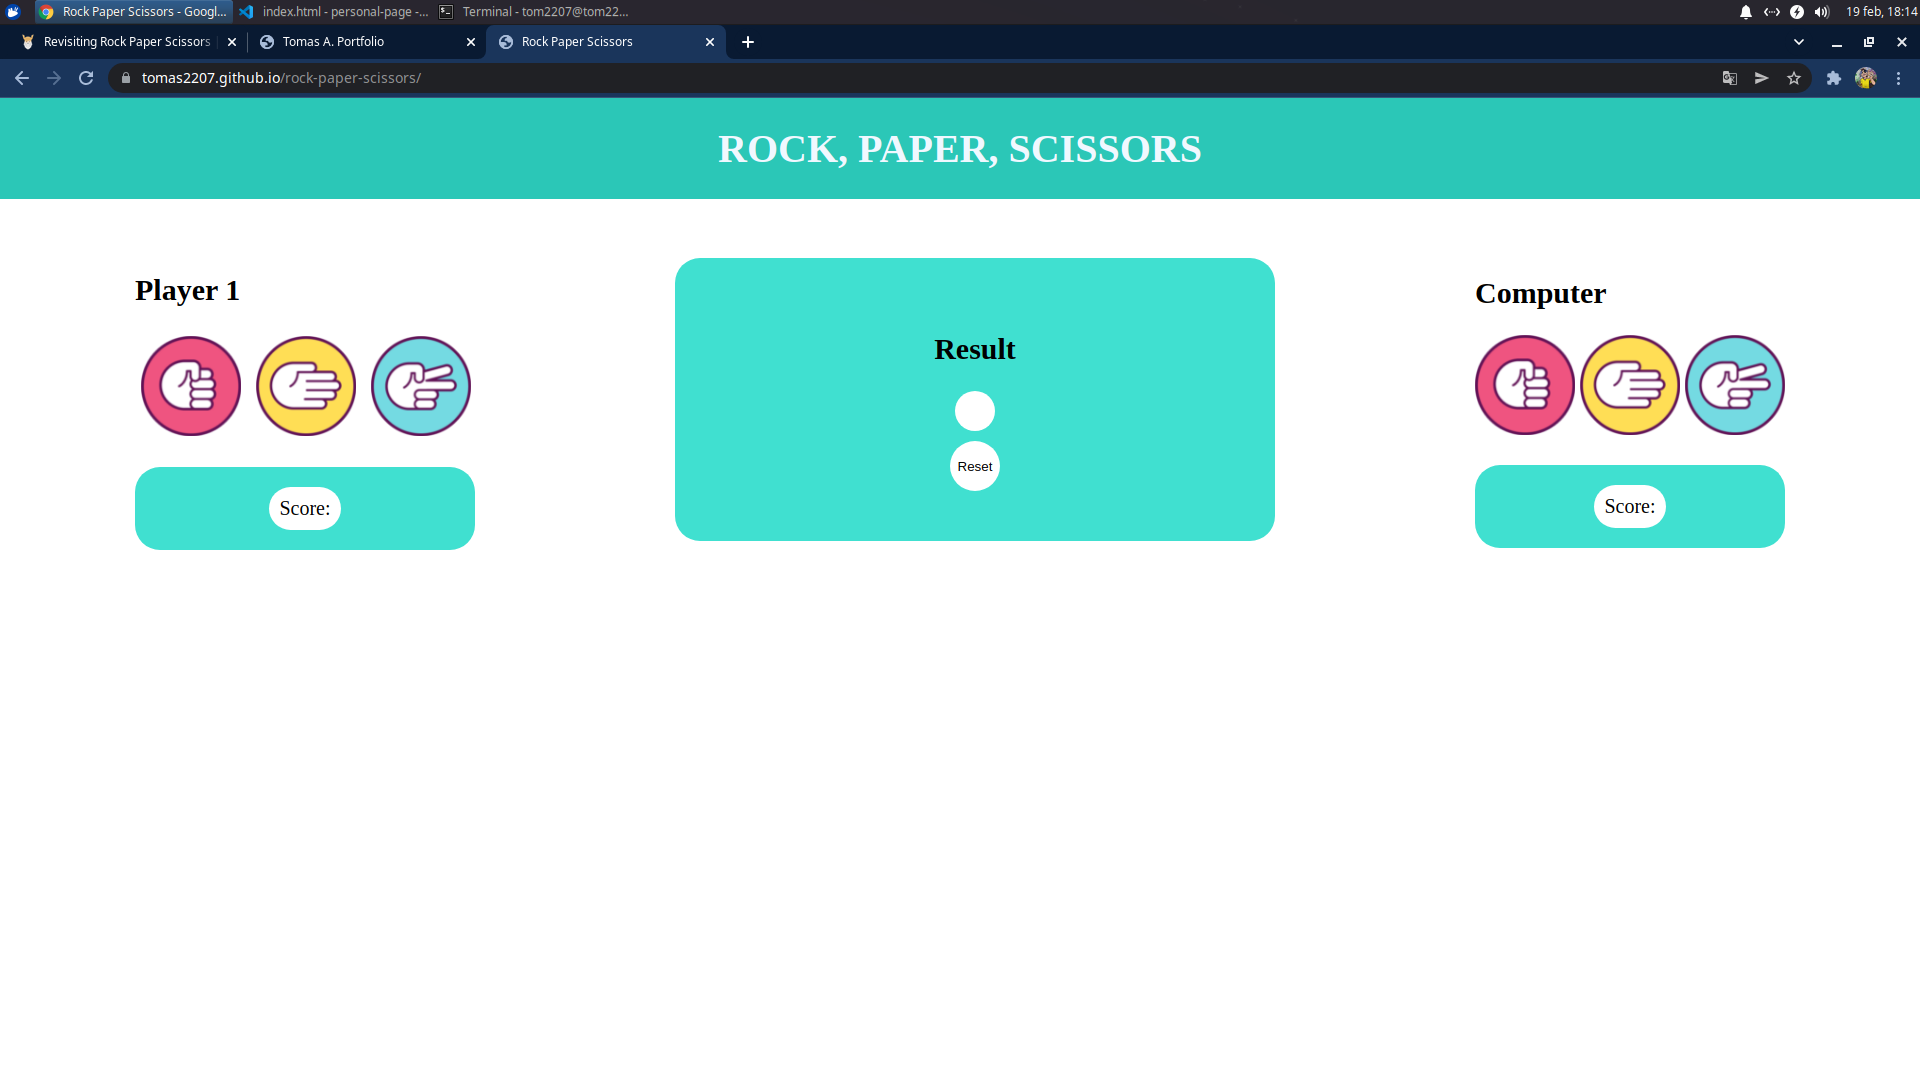 Rock Paper Scissors - Googl...
index.html - personal-page -...
Terminal - tom2207@tom22...
19 feb, 18:14
Revisiting Rock Paper Scissors
Tomas A. Portfolio
Rock Paper Scissors
tomas2207.github.io/rock-paper-scissors/
ROCK, PAPER, SCISSORS
Player 1
Score:
Result
Reset
Computer
Score: